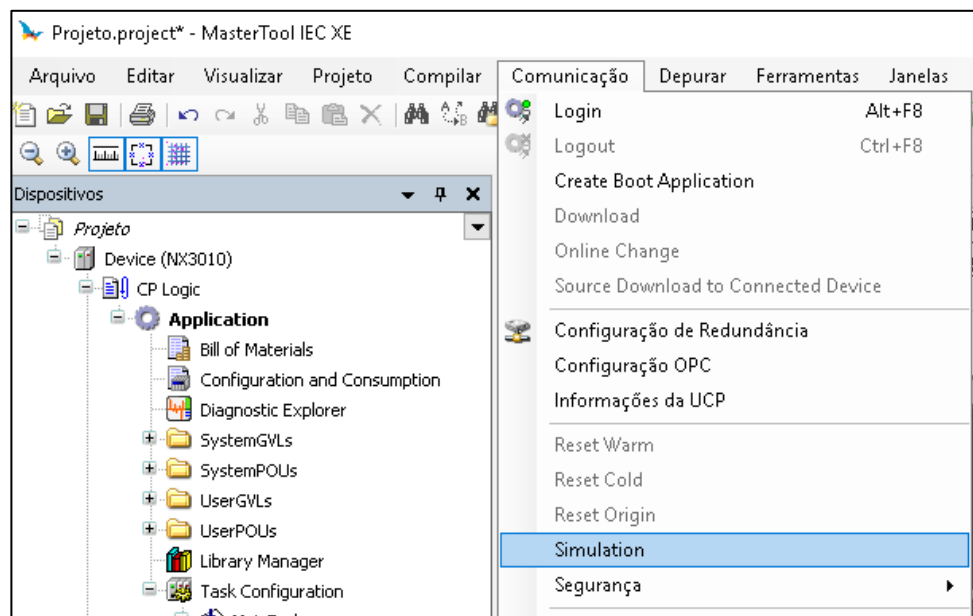 Projeto.project* - MasterTool IEC XE
Arquivo Editar Visualizar Projeto Compilar Comunicação Depurar Ferramentas Janelas
Dispositivos
Projeto
Device (NX3010)
CP Logic
Application
Bill of Materials
Configuration and Consumption
Diagnostic Explorer
SystemGVLs
SystemPOUs
UserGVLs
UserPOUs
Library Manager
Task Configuration
Login Alt+F8
Logout Ctrl+F8
Create Boot Application
Download
Online Change
Source Download to Connected Device
Configuração de Redundância
Configuração OPC
Informações da UCP
Reset Warm
Reset Cold
Reset Origin
Simulation
Segurança